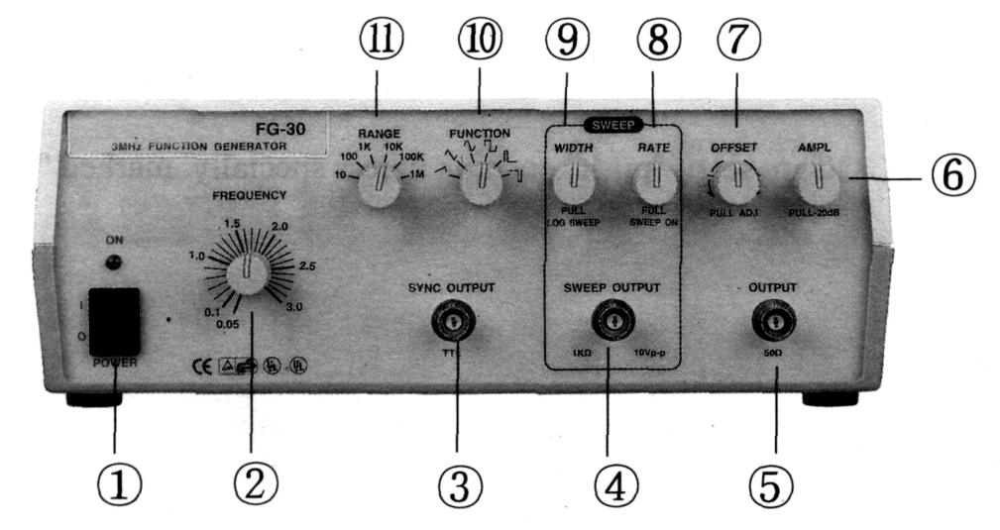 ⑪ ⑩ ⑨ ⑧ ⑦
FG-30
3MHz FUNCTION GENERATOR
RANGE
10 100 1K 10K 100K 1M
FUNCTION
SWEEP
WIDTH
PULL
LOG SWEEP
RATE
PULL
SWEEP ON
OFFSET
PULL ADJ
AMPL
PULL-20dB
⑥
FREQUENCY
0.05 0.1 1.0 1.5 2.0 2.5 3.0
ON
I
O
POWER
CE
UL
UL
SYNC OUTPUT
TTL
SWEEP OUTPUT
1KΩ 10Vp-p
OUTPUT
50Ω
① ② ③ ④ ⑤